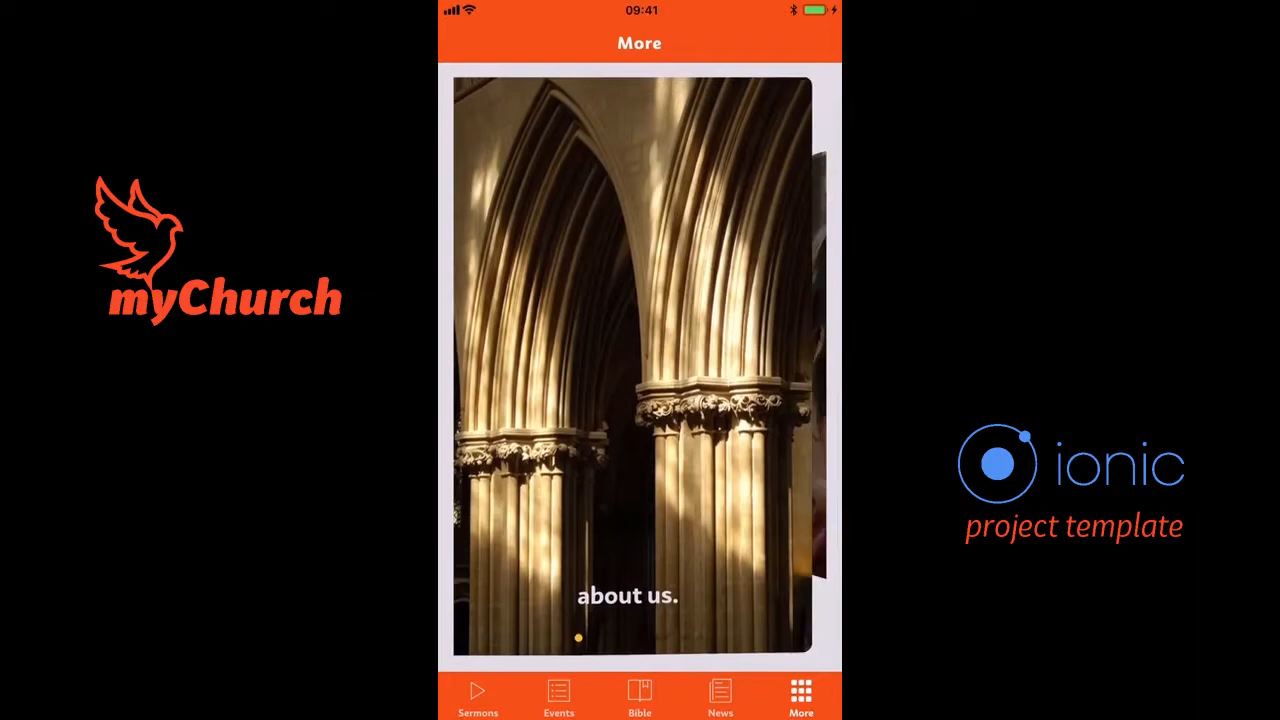 09:41
More
myChurch
ionic
project template
about us.
Sermons
Events
Bible
News
More